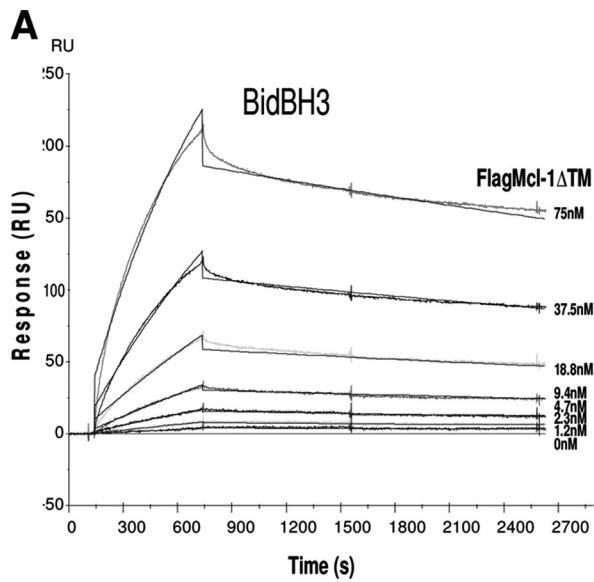 A
RU
250
BidBH3
200
FlagMcl-1ΔTM
75nM
50
100
37.5nM
18.8nM
50
9.4nM
4.7nM
2.3nM
1.2nM
0
0nM
-50
0 300 600 900 1200 1500 1800 2100 2400 2700
Response (RU)
Time (s)